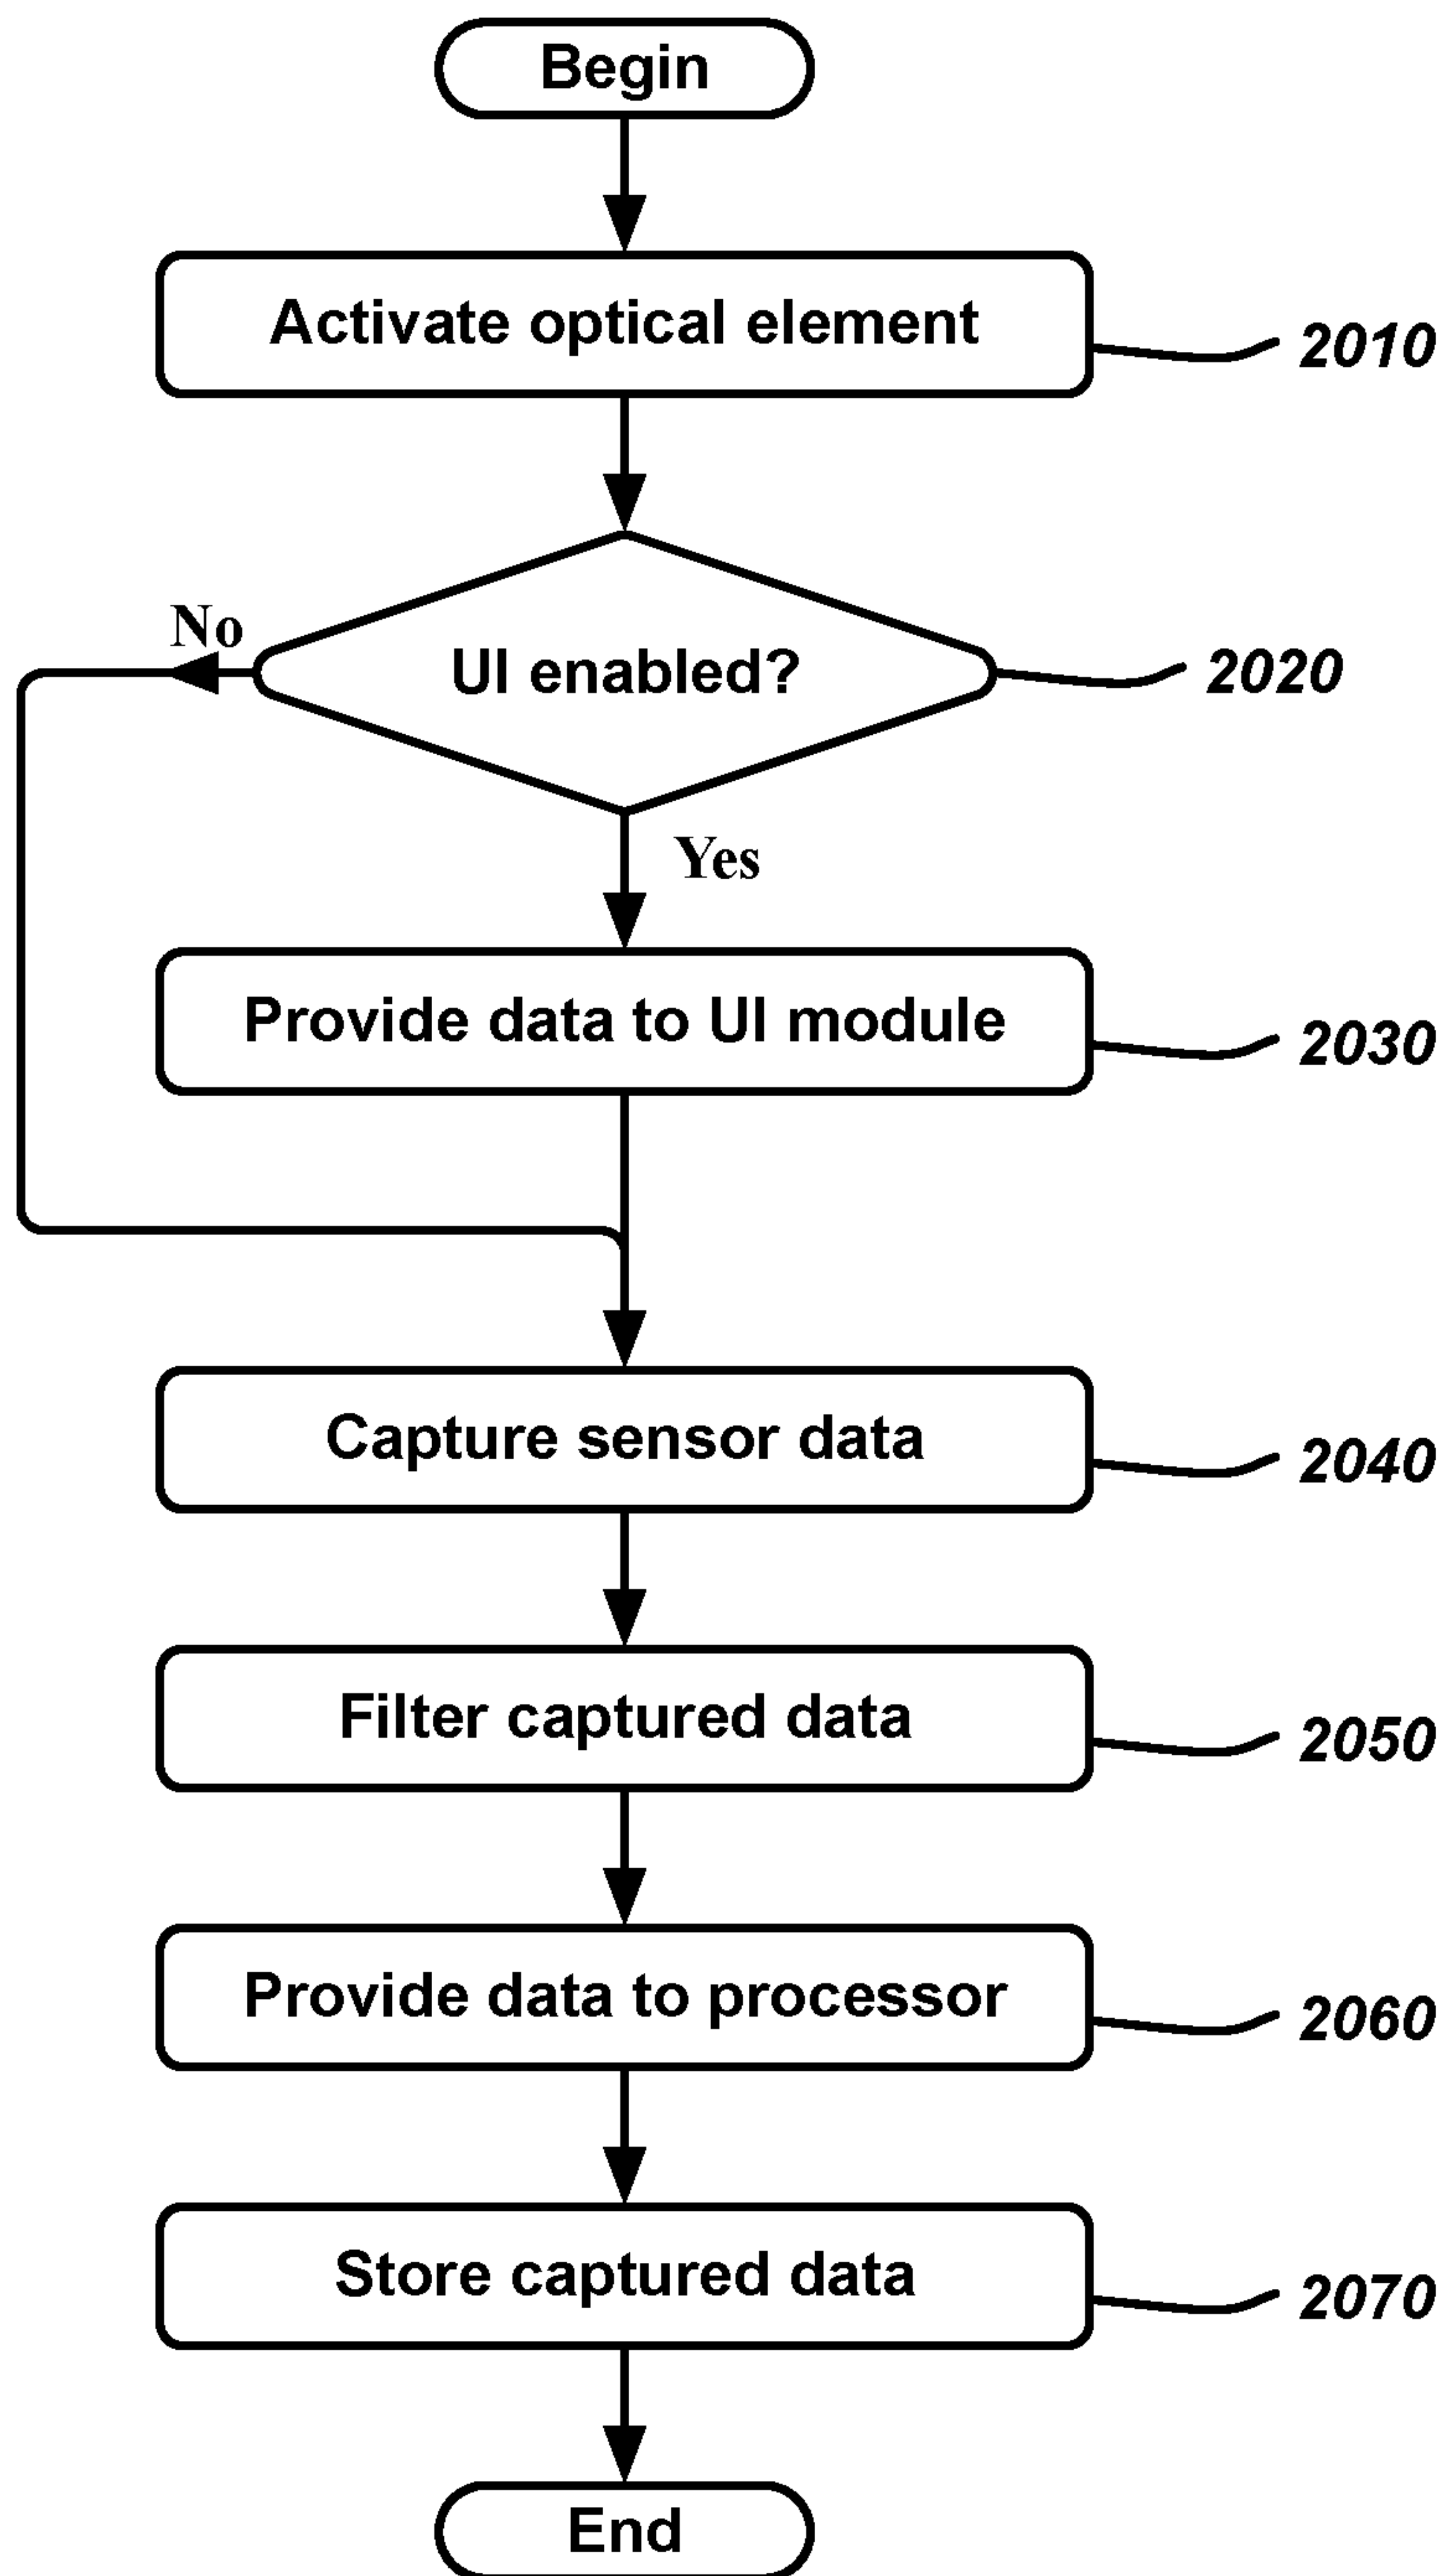 Begin
Activate optical element
2010
No
UI enabled?
2020
Yes
Provide data to UI module
2030
Capture sensor data
2040
Filter captured data
2050
Provide data to processor
2060
Store captured data
2070
End